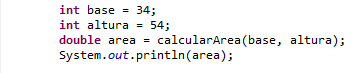 int base = 34;
int altura = 54;
double area = calcularArea(base, altura);
System.out.println(area);